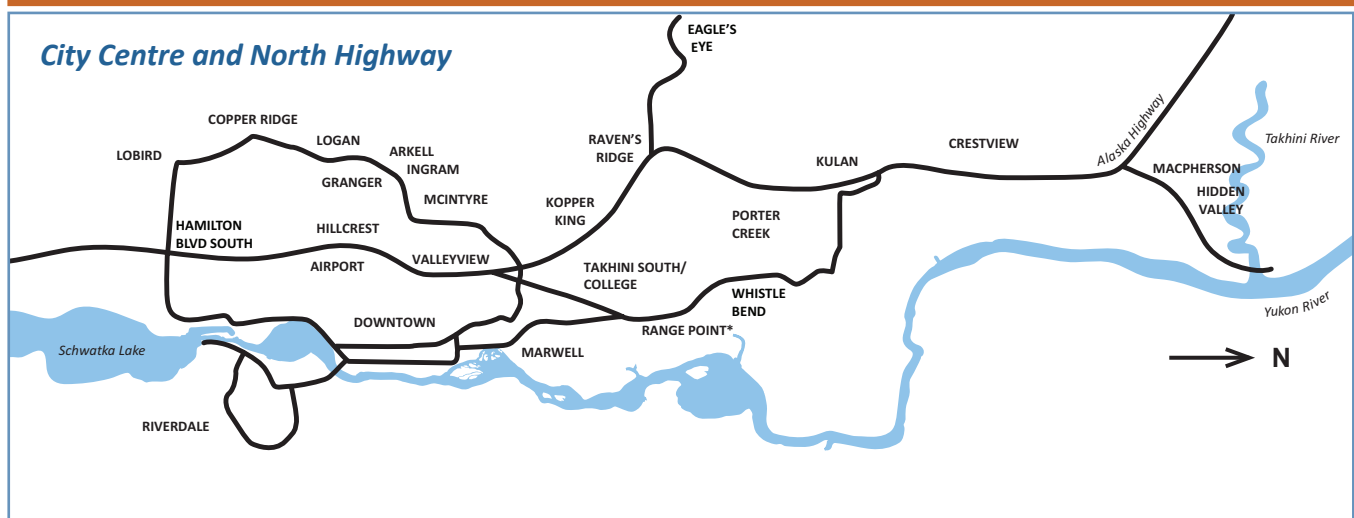 City Centre and North Highway
EAGLE'S
EYE
COPPER RIDGE
LOGAN
ARKELL
INGRAM
LOBIRD
GRANGER
MCINTYRE
RAVEN'S
RIDGE
KULAN
CRESTVIEW
Alaska Highway
Takhini River
MACPHERSON
HIDDEN
VALLEY
KOPPER
KING
PORTER
CREEK
HAMILTON
BLVD SOUTH
HILLCREST
AIRPORT
VALLEYVIEW
TAKHINI SOUTH/
COLLEGE
WHISTLE
BEND
Yukon River
DOWNTOWN
RANGE POINT*
Schwatka Lake
MARWELL
N
RIVERDALE